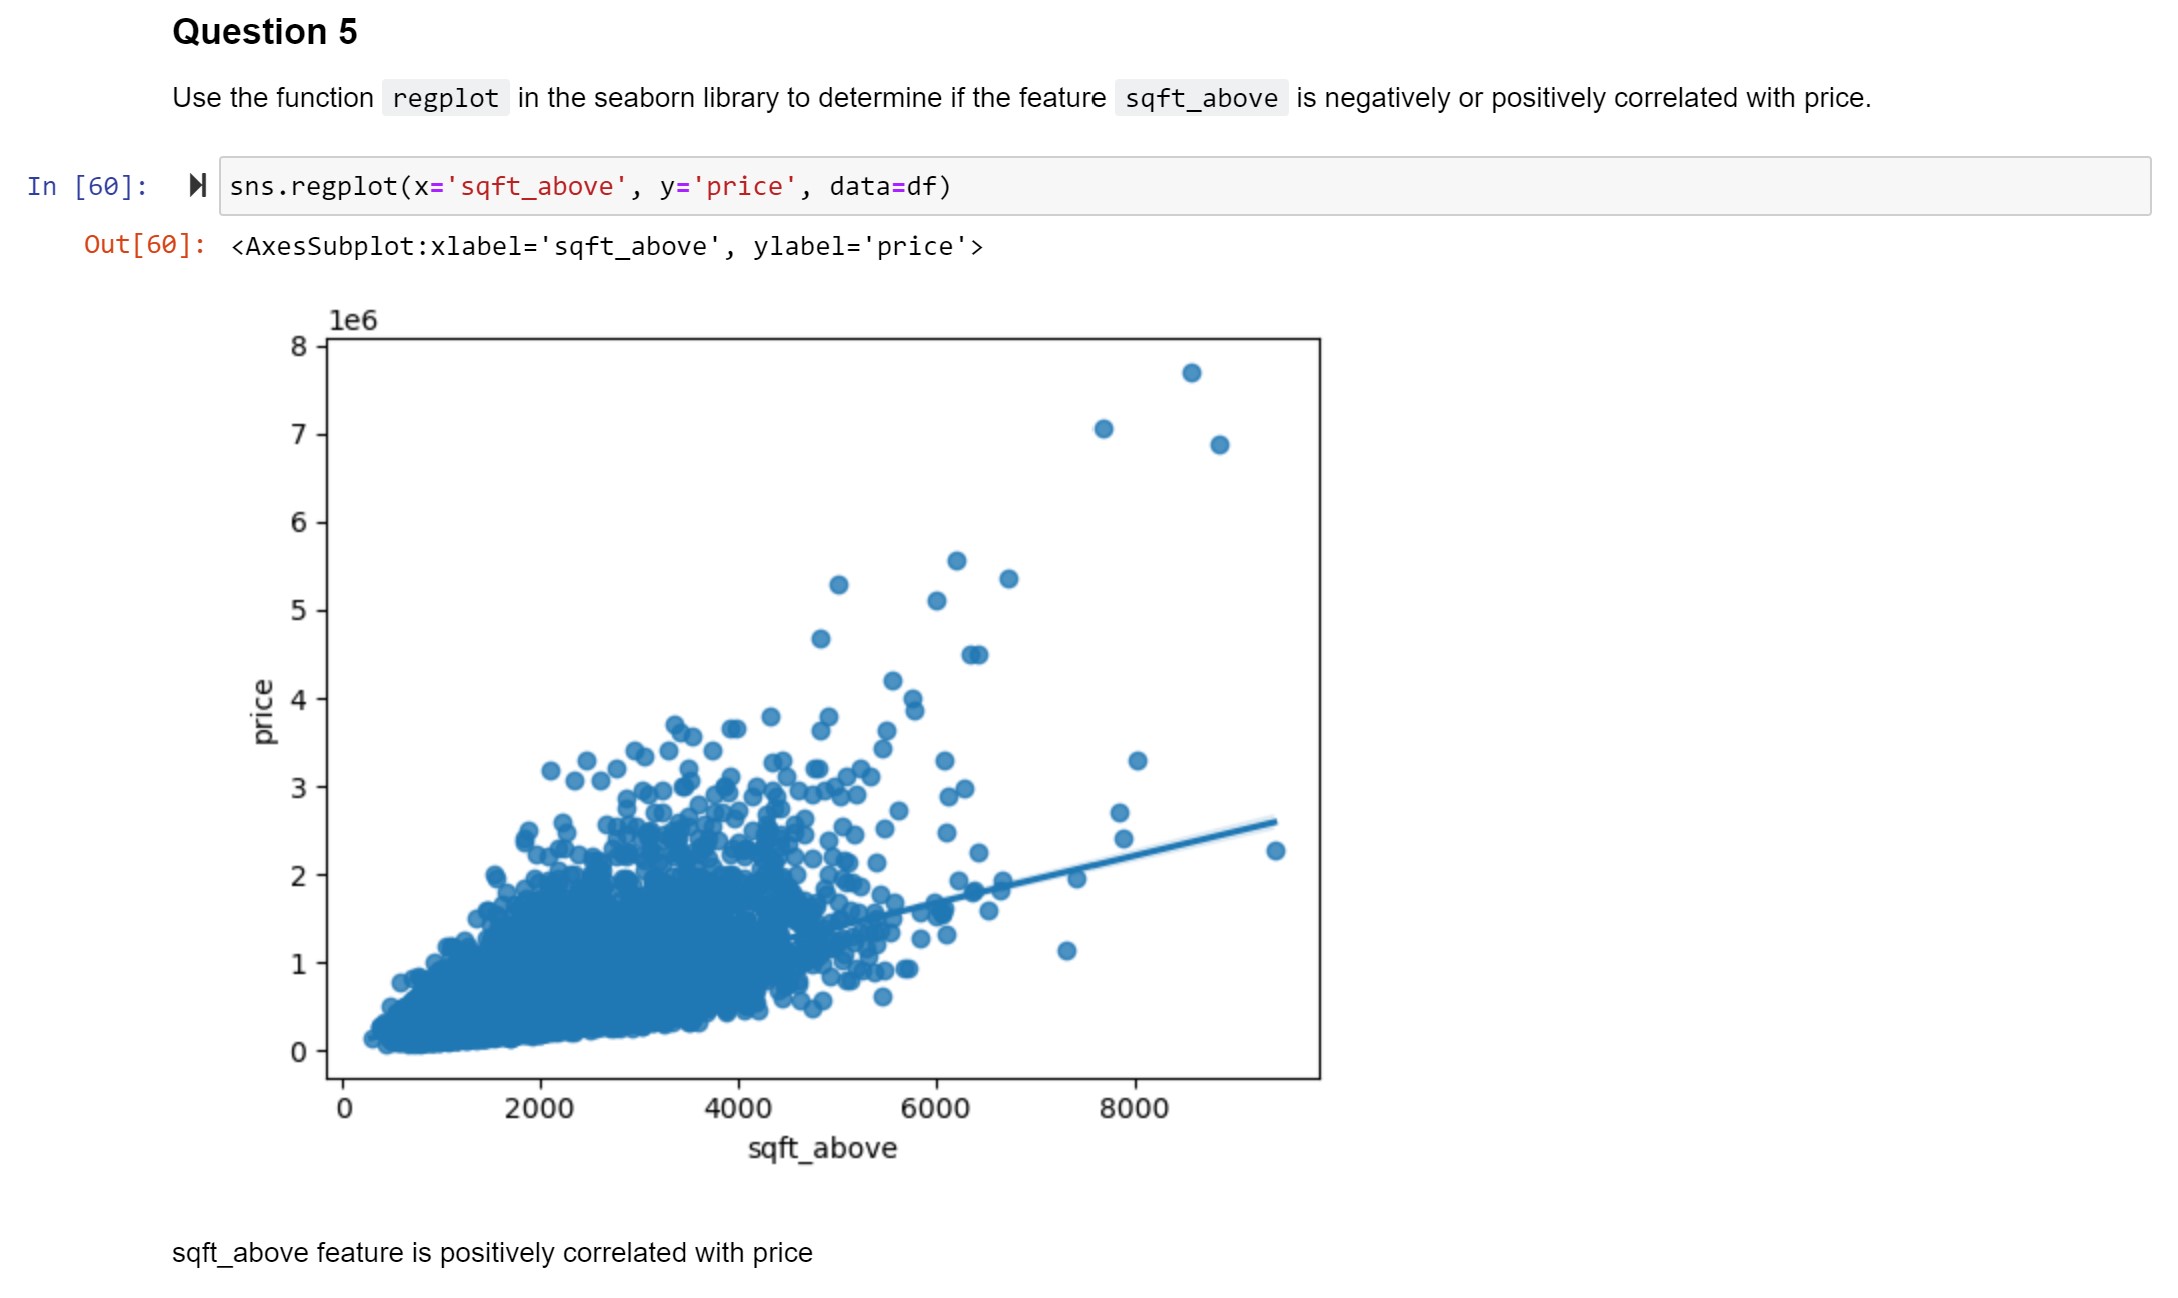 Question 5
Use the function regplot in the seaborn library to determine if the feature sqft_above is negatively or positively correlated with price.
In [60]: sns.regplot(x='sqft_above', y='price', data=df)
Out[60]: <AxesSubplot:xlabel='sqft_above', ylabel='price'>
1e6
8
7
6
5
4
3
2
1
0
price
0 2000 4000 6000 8000
sqft_above
sqft_above feature is positively correlated with price